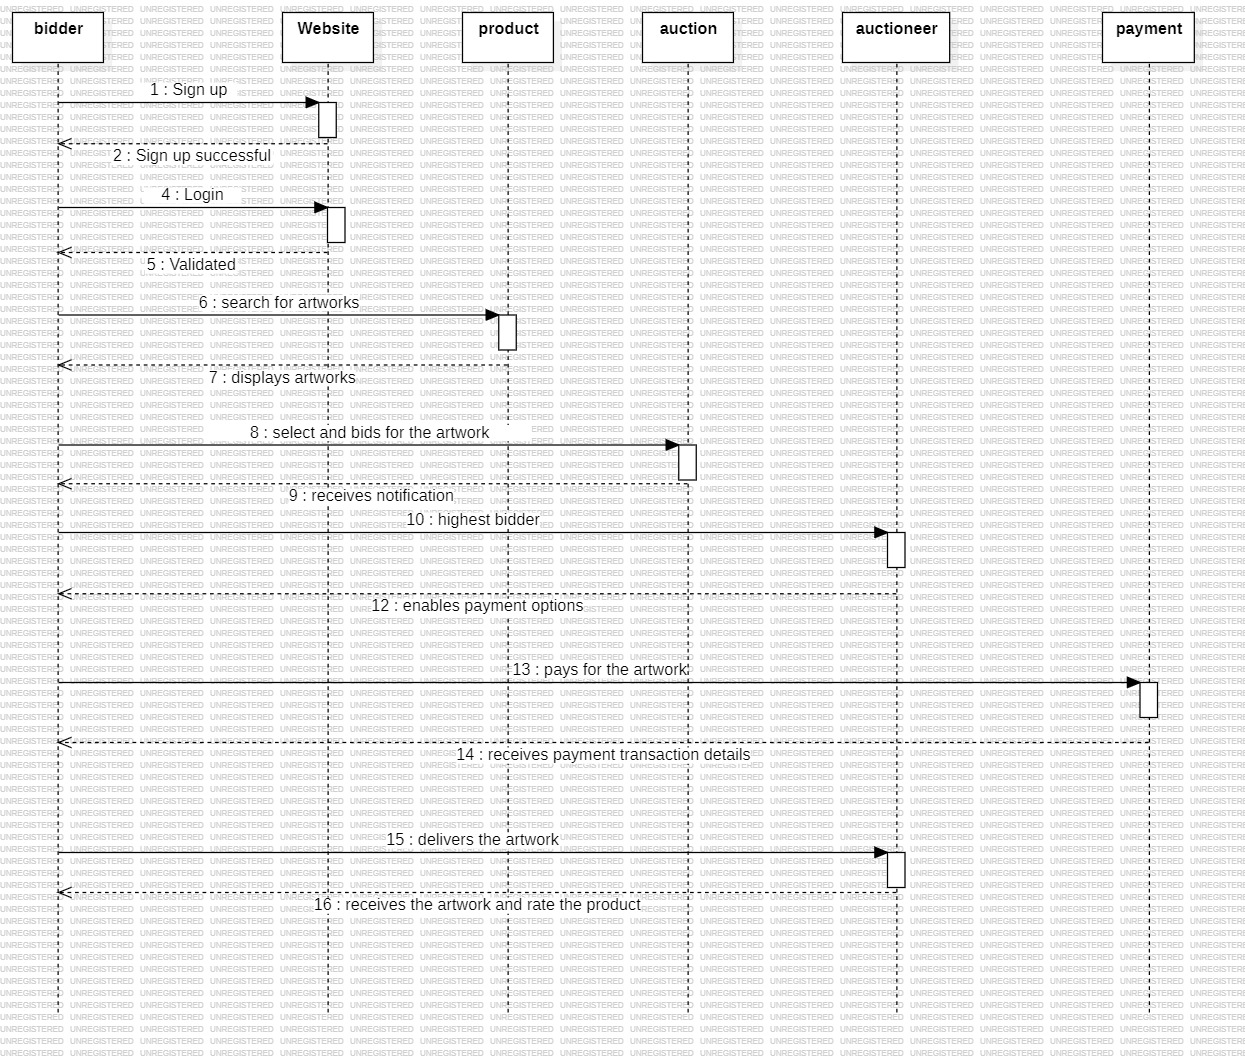 bidder
Website
product
auction
auctioneer
payment
1 : Sign up
2 : Sign up successful
4 : Login
5 : Validated
6 : search for artworks
7 : displays artworks
8 : select and bids for the artwork
9 : receives notification
10 : highest bidder
12 : enables payment options
13 : pays for the artwork
14 : receives payment transaction details
15 : delivers the artwork
16 : receives the artwork and rate the product
UNREGISTERED